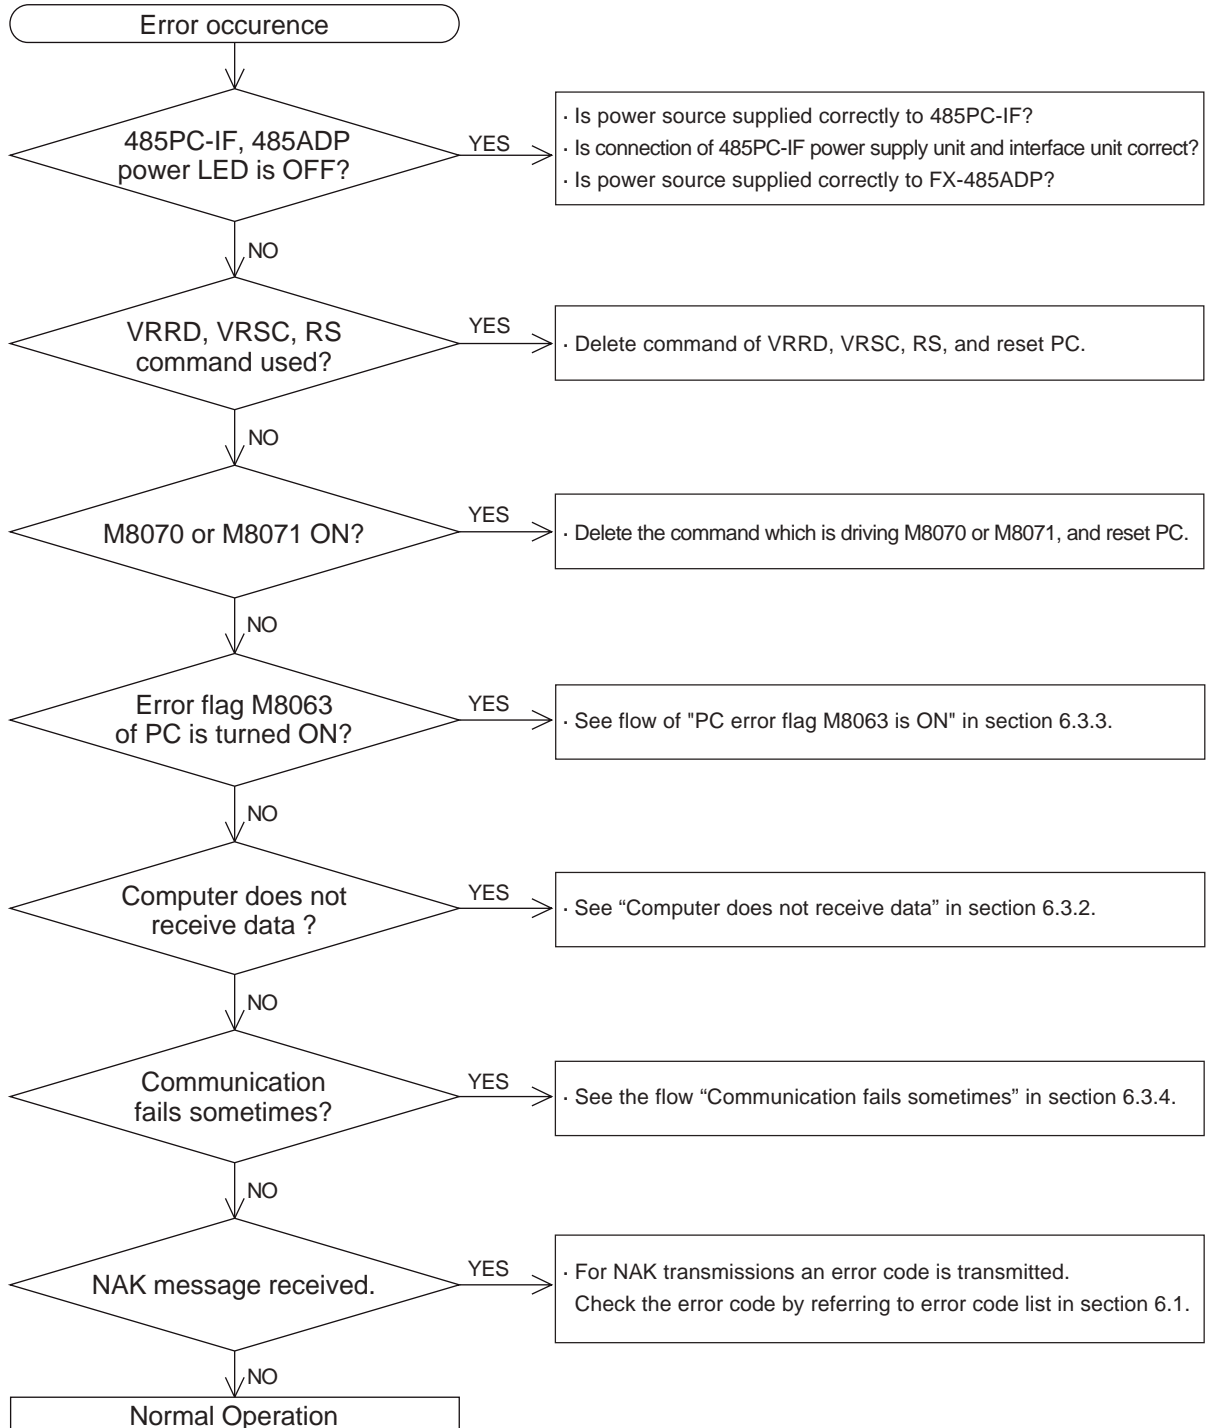 Error occurence
485PC-IF, 485ADP
power LED is OFF?
YES
· Is power source supplied correctly to 485PC-IF?
· Is connection of 485PC-IF power supply unit and interface unit correct?
· Is power source supplied correctly to FX-485ADP?
NO
VRRD, VRSC, RS
command used?
YES
· Delete command of VRRD, VRSC, RS, and reset PC.
NO
M8070 or M8071 ON?
YES
· Delete the command which is driving M8070 or M8071, and reset PC.
NO
Error flag M8063
of PC is turned ON?
YES
· See flow of "PC error flag M8063 is ON" in section 6.3.3.
NO
Computer does not
receive data ?
YES
· See “Computer does not receive data” in section 6.3.2.
NO
Communication
fails sometimes?
YES
· See the flow “Communication fails sometimes” in section 6.3.4.
NO
NAK message received.
YES
· For NAK transmissions an error code is transmitted.
Check the error code by referring to error code list in section 6.1.
NO
Normal Operation